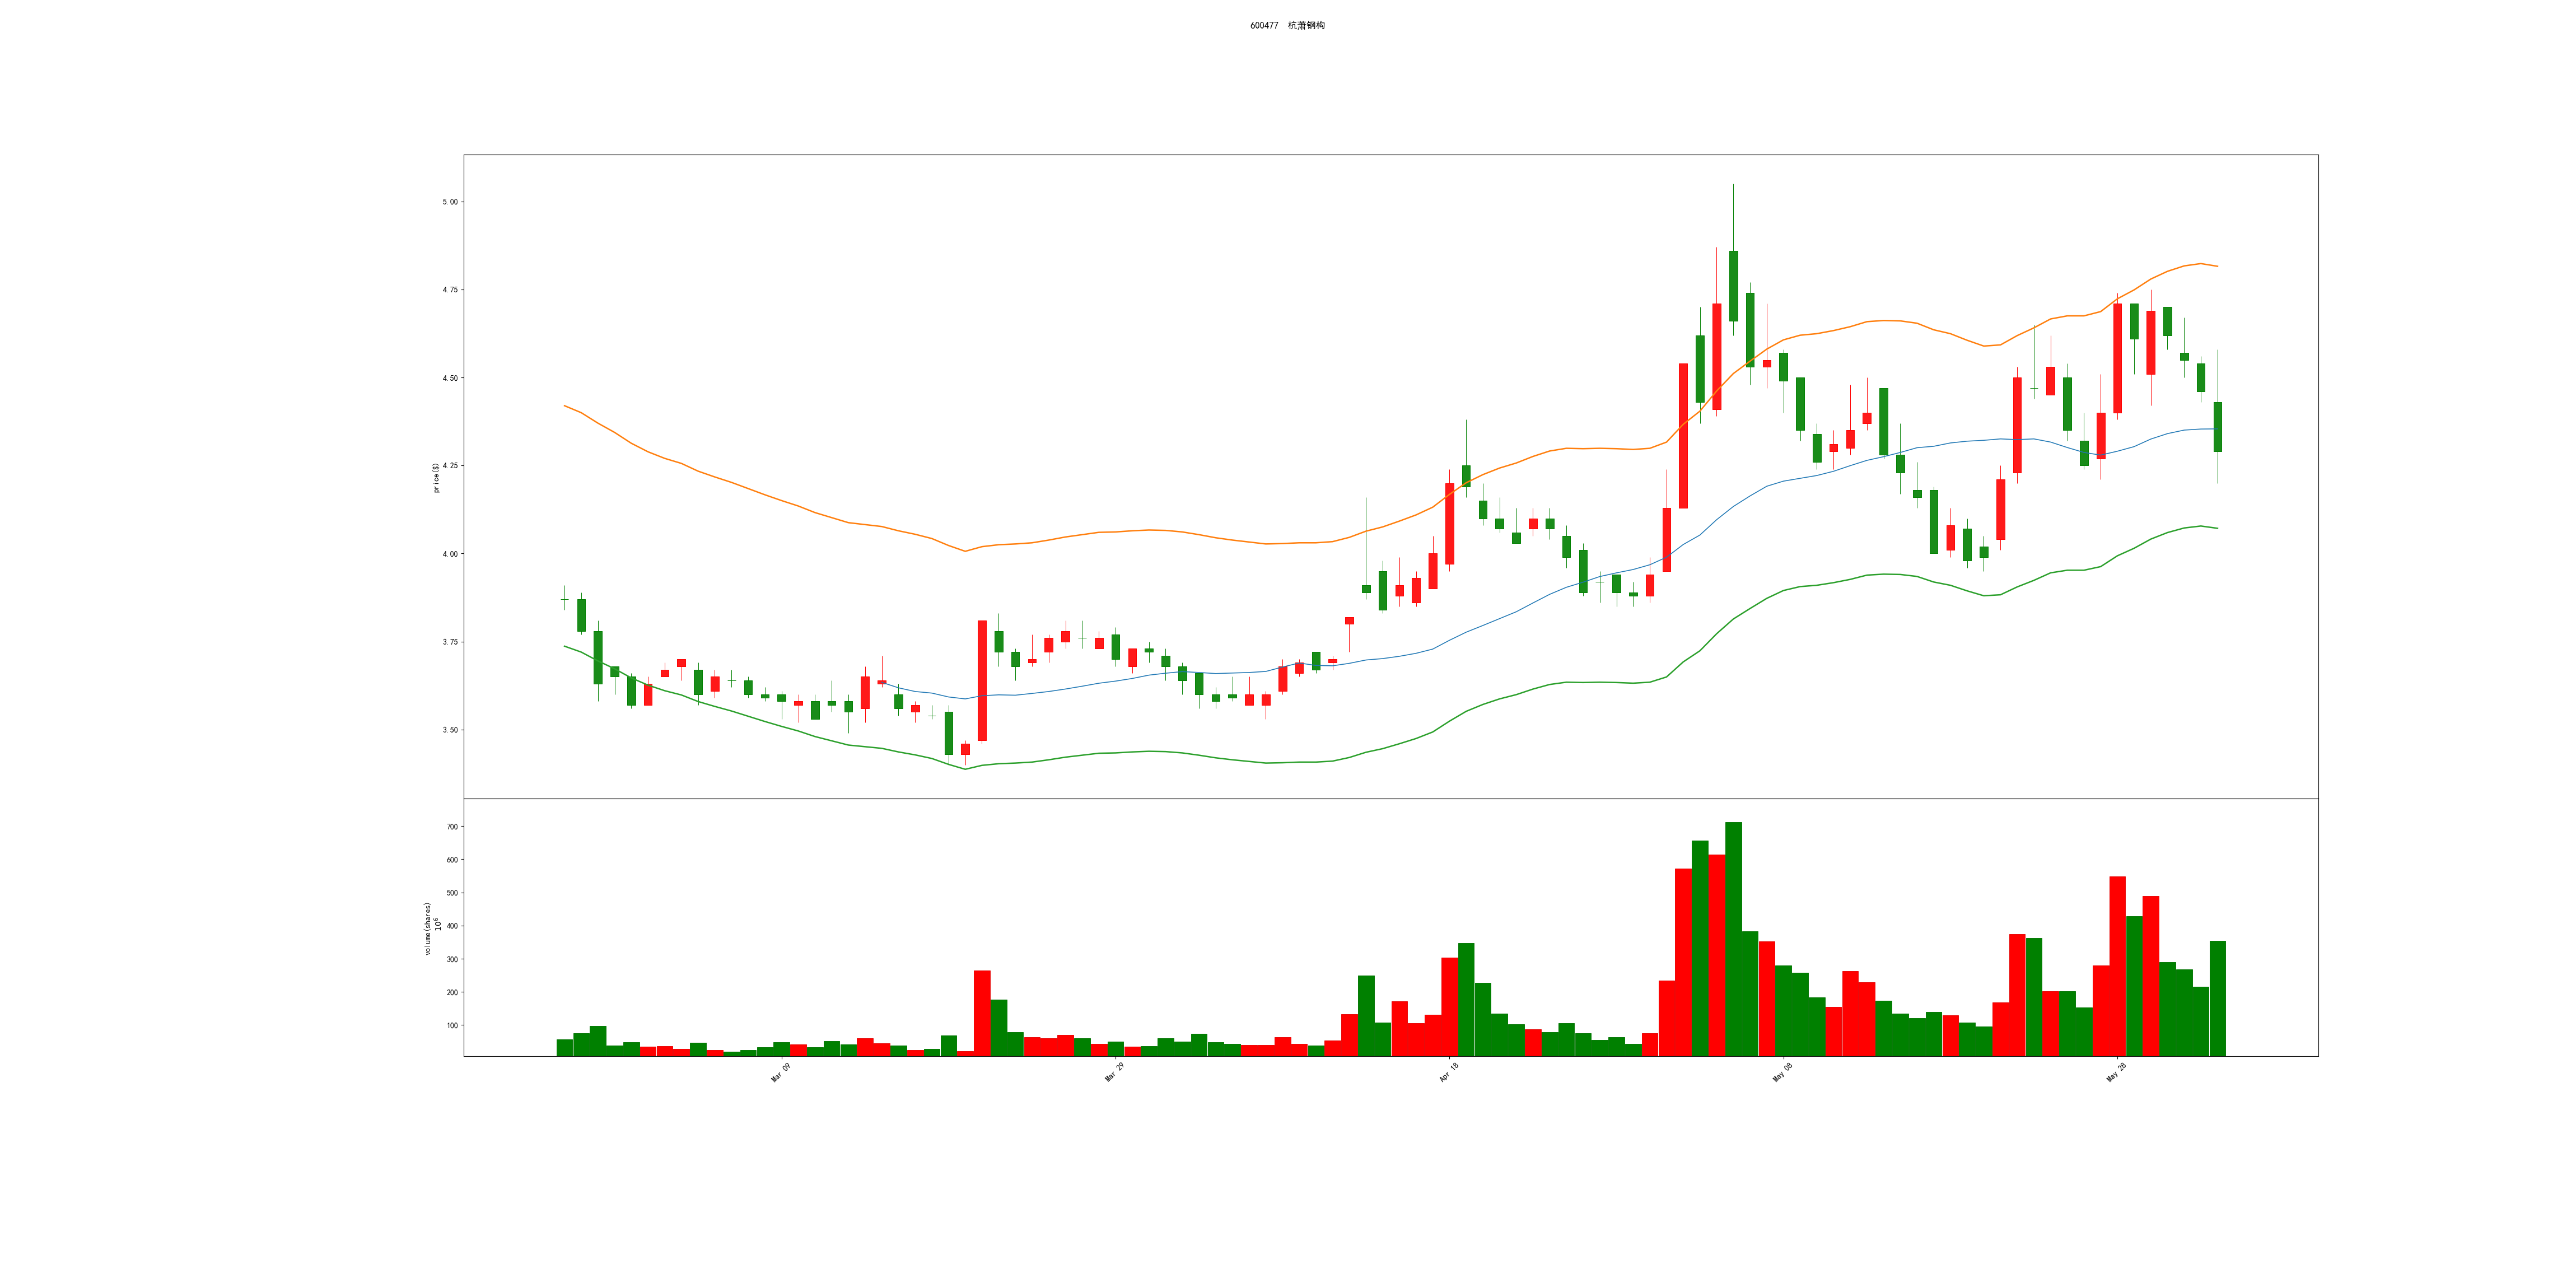 600477 杭萧钢构
5.00
4.75
4.50
4.25
4.00
3.75
3.50
price($)
700
600
500
400
300
200
100
volume(shares)
10^6
Mar 09
Mar 29
Apr 18
May 08
May 28